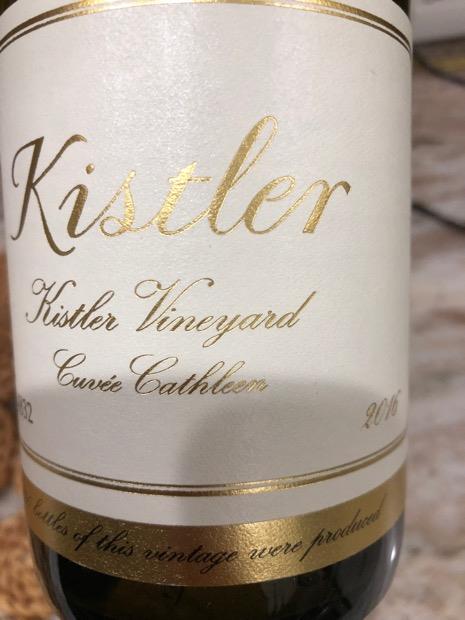 Kistler
Kistler Vineyard
Cuvée Cathleen
2016
bottles of this vintage were produced